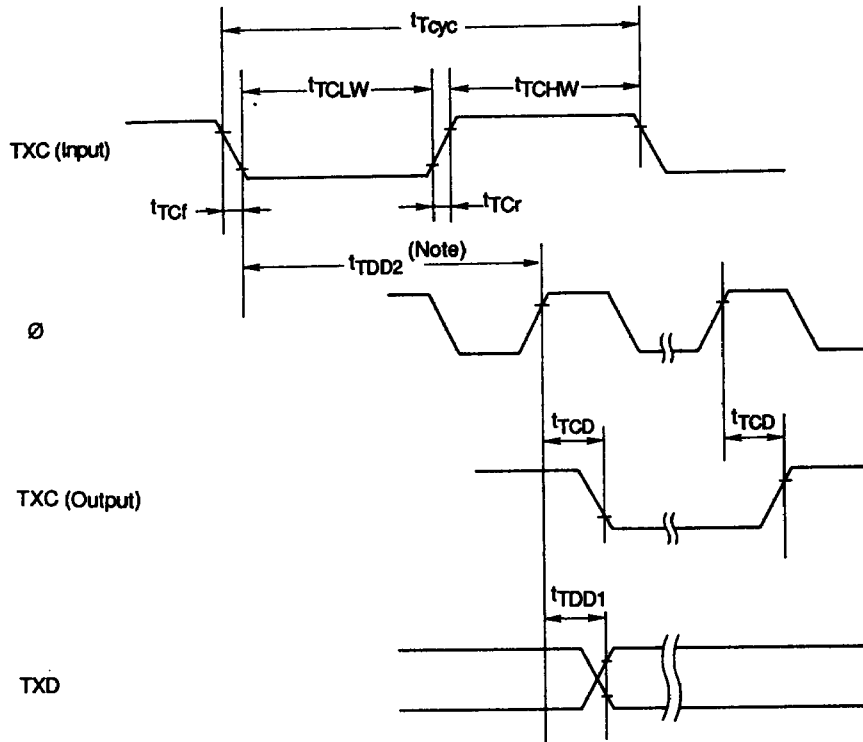 tTcyc
tTCLW
tTCHW
TXC (Input)
tTCf
tTCr
tTDD2 (Note)
Ø
tTCD
tTCD
TXC (Output)
tTDD1
TXD